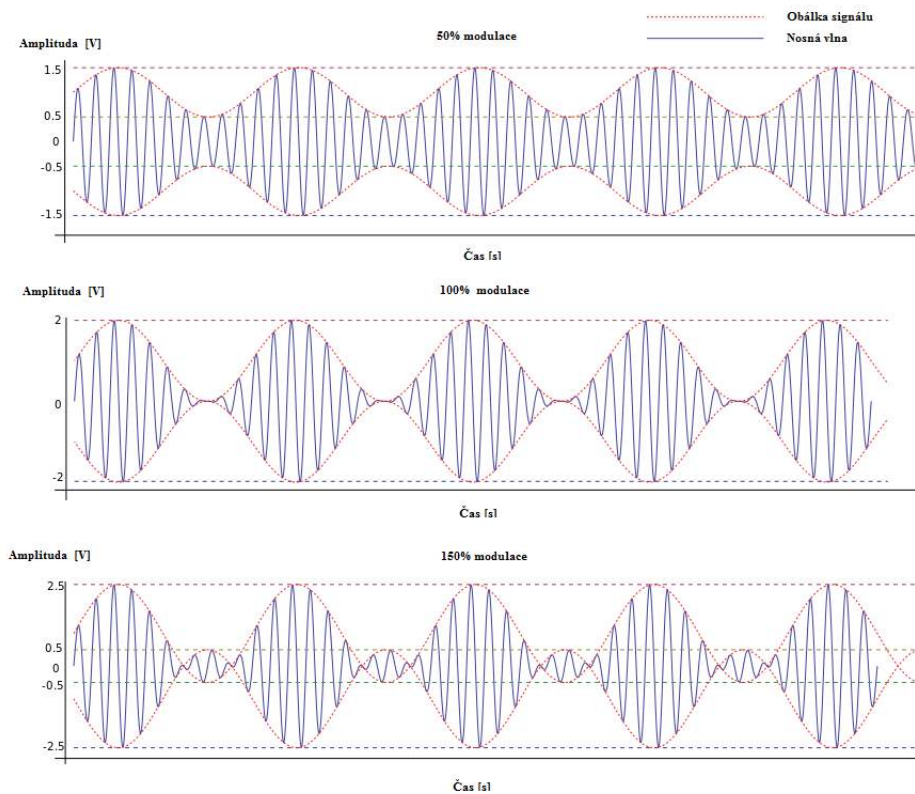 Obálka signálu
Nosná vlna
50% modulace
Amplituda [V]
1.5
0.5
0
-0.5
-1.5
Čas [s]
Amplituda [V]
100% modulace
2
0
-2
Čas [s]
Amplituda [V]
150% modulace
2.5
0.5
0
-0.5
-2.5
Čas [s]